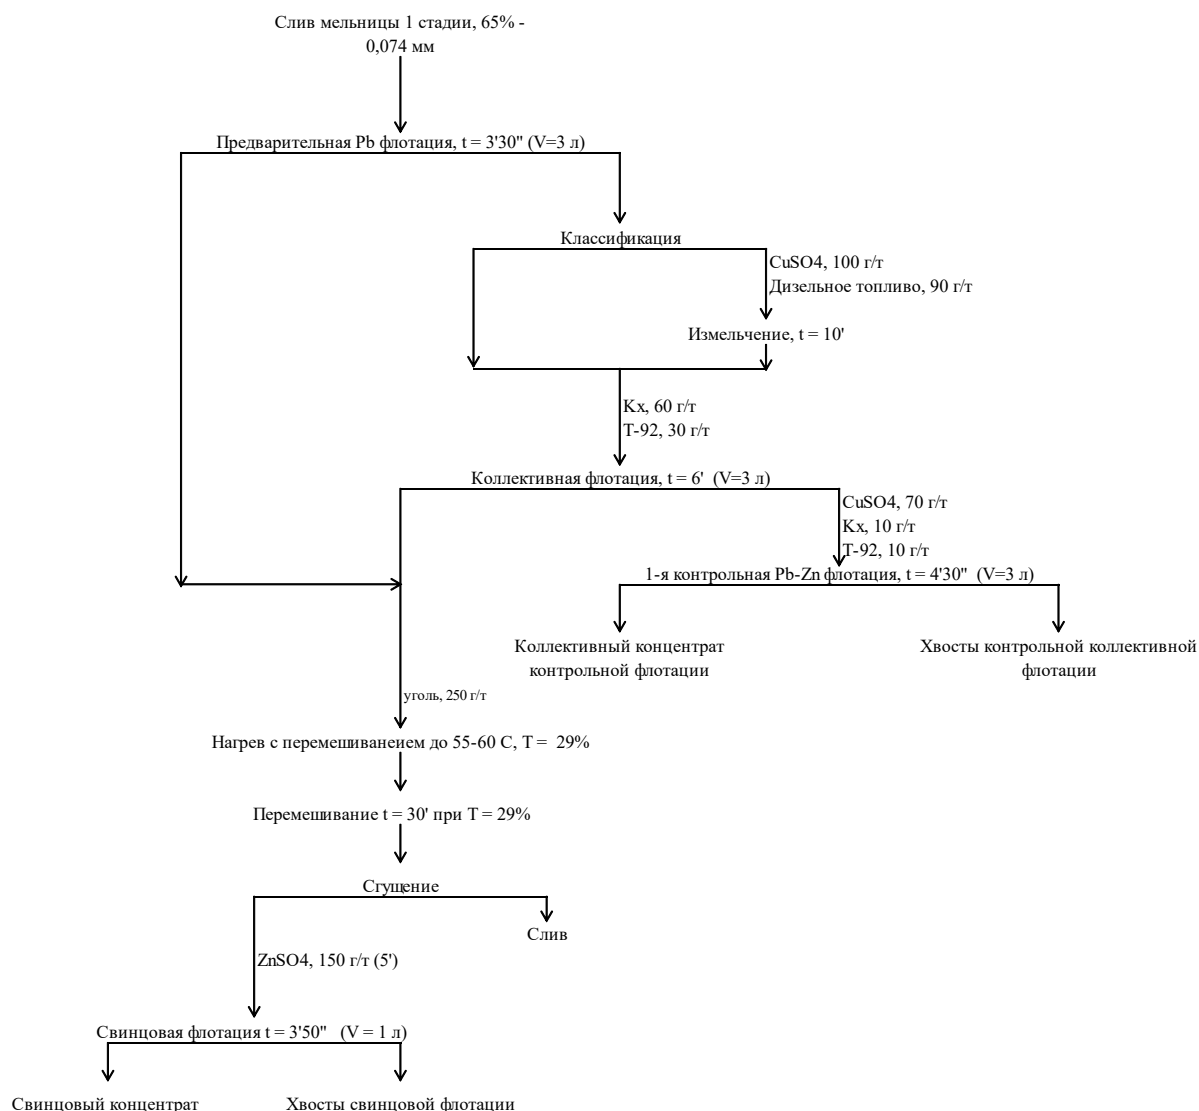 Слив мельницы 1 стадии, 65% -
0,074 мм
Предварительная Pb флотация, t = 3'30" (V=3 л)
Классификация
CuSO4, 100 г/т
Дизельное топливо, 90 г/т
Измельчение, t = 10'
Kx, 60 г/т
Т-92, 30 г/т
Коллективная флотация, t = 6' (V=3 л)
CuSO4, 70 г/т
Kx, 10 г/т
Т-92, 10 г/т
1-я контрольная Pb-Zn флотация, t = 4'30" (V=3 л)
Коллективный концентрат
контрольной флотации
Хвосты контрольной коллективной
флотации
уголь, 250 г/т
Нагрев с перемешиванеием до 55-60 С, Т = 29%
Перемешивание t = 30' при Т = 29%
Сгущение
Слив
ZnSO4, 150 г/т (5')
Свинцовая флотация t = 3'50" (V = 1 л)
Свинцовый концентрат
Хвосты свинцовой флотации